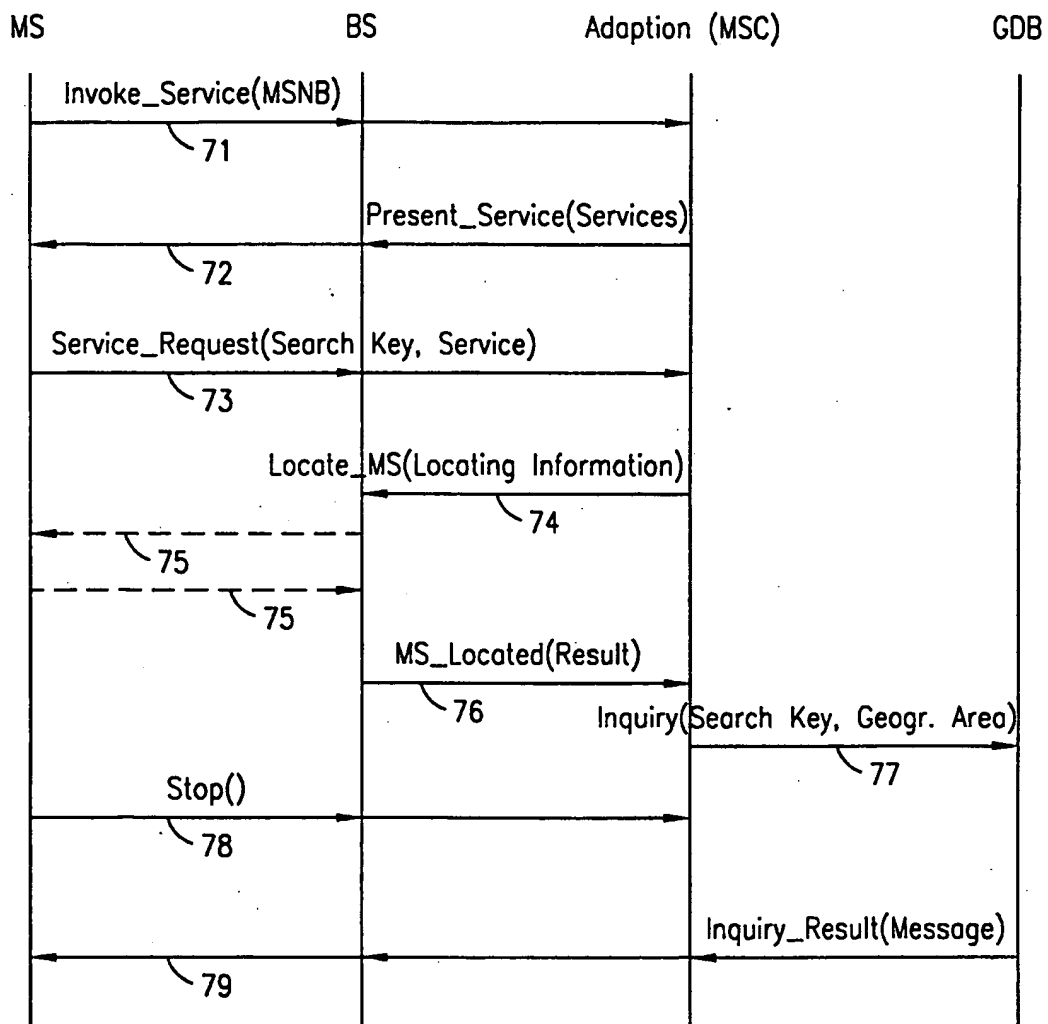 MS BS Adaption (MSC) GDB
Invoke_Service(MSNB)
71
Present_Service(Services)
72
Service_Request(Search Key, Service)
73
Locate_MS(Locating Information)
74
75
75
MS_Located(Result)
76
Inquiry(Search Key, Geogr. Area)
77
Stop()
78
Inquiry_Result(Message)
79